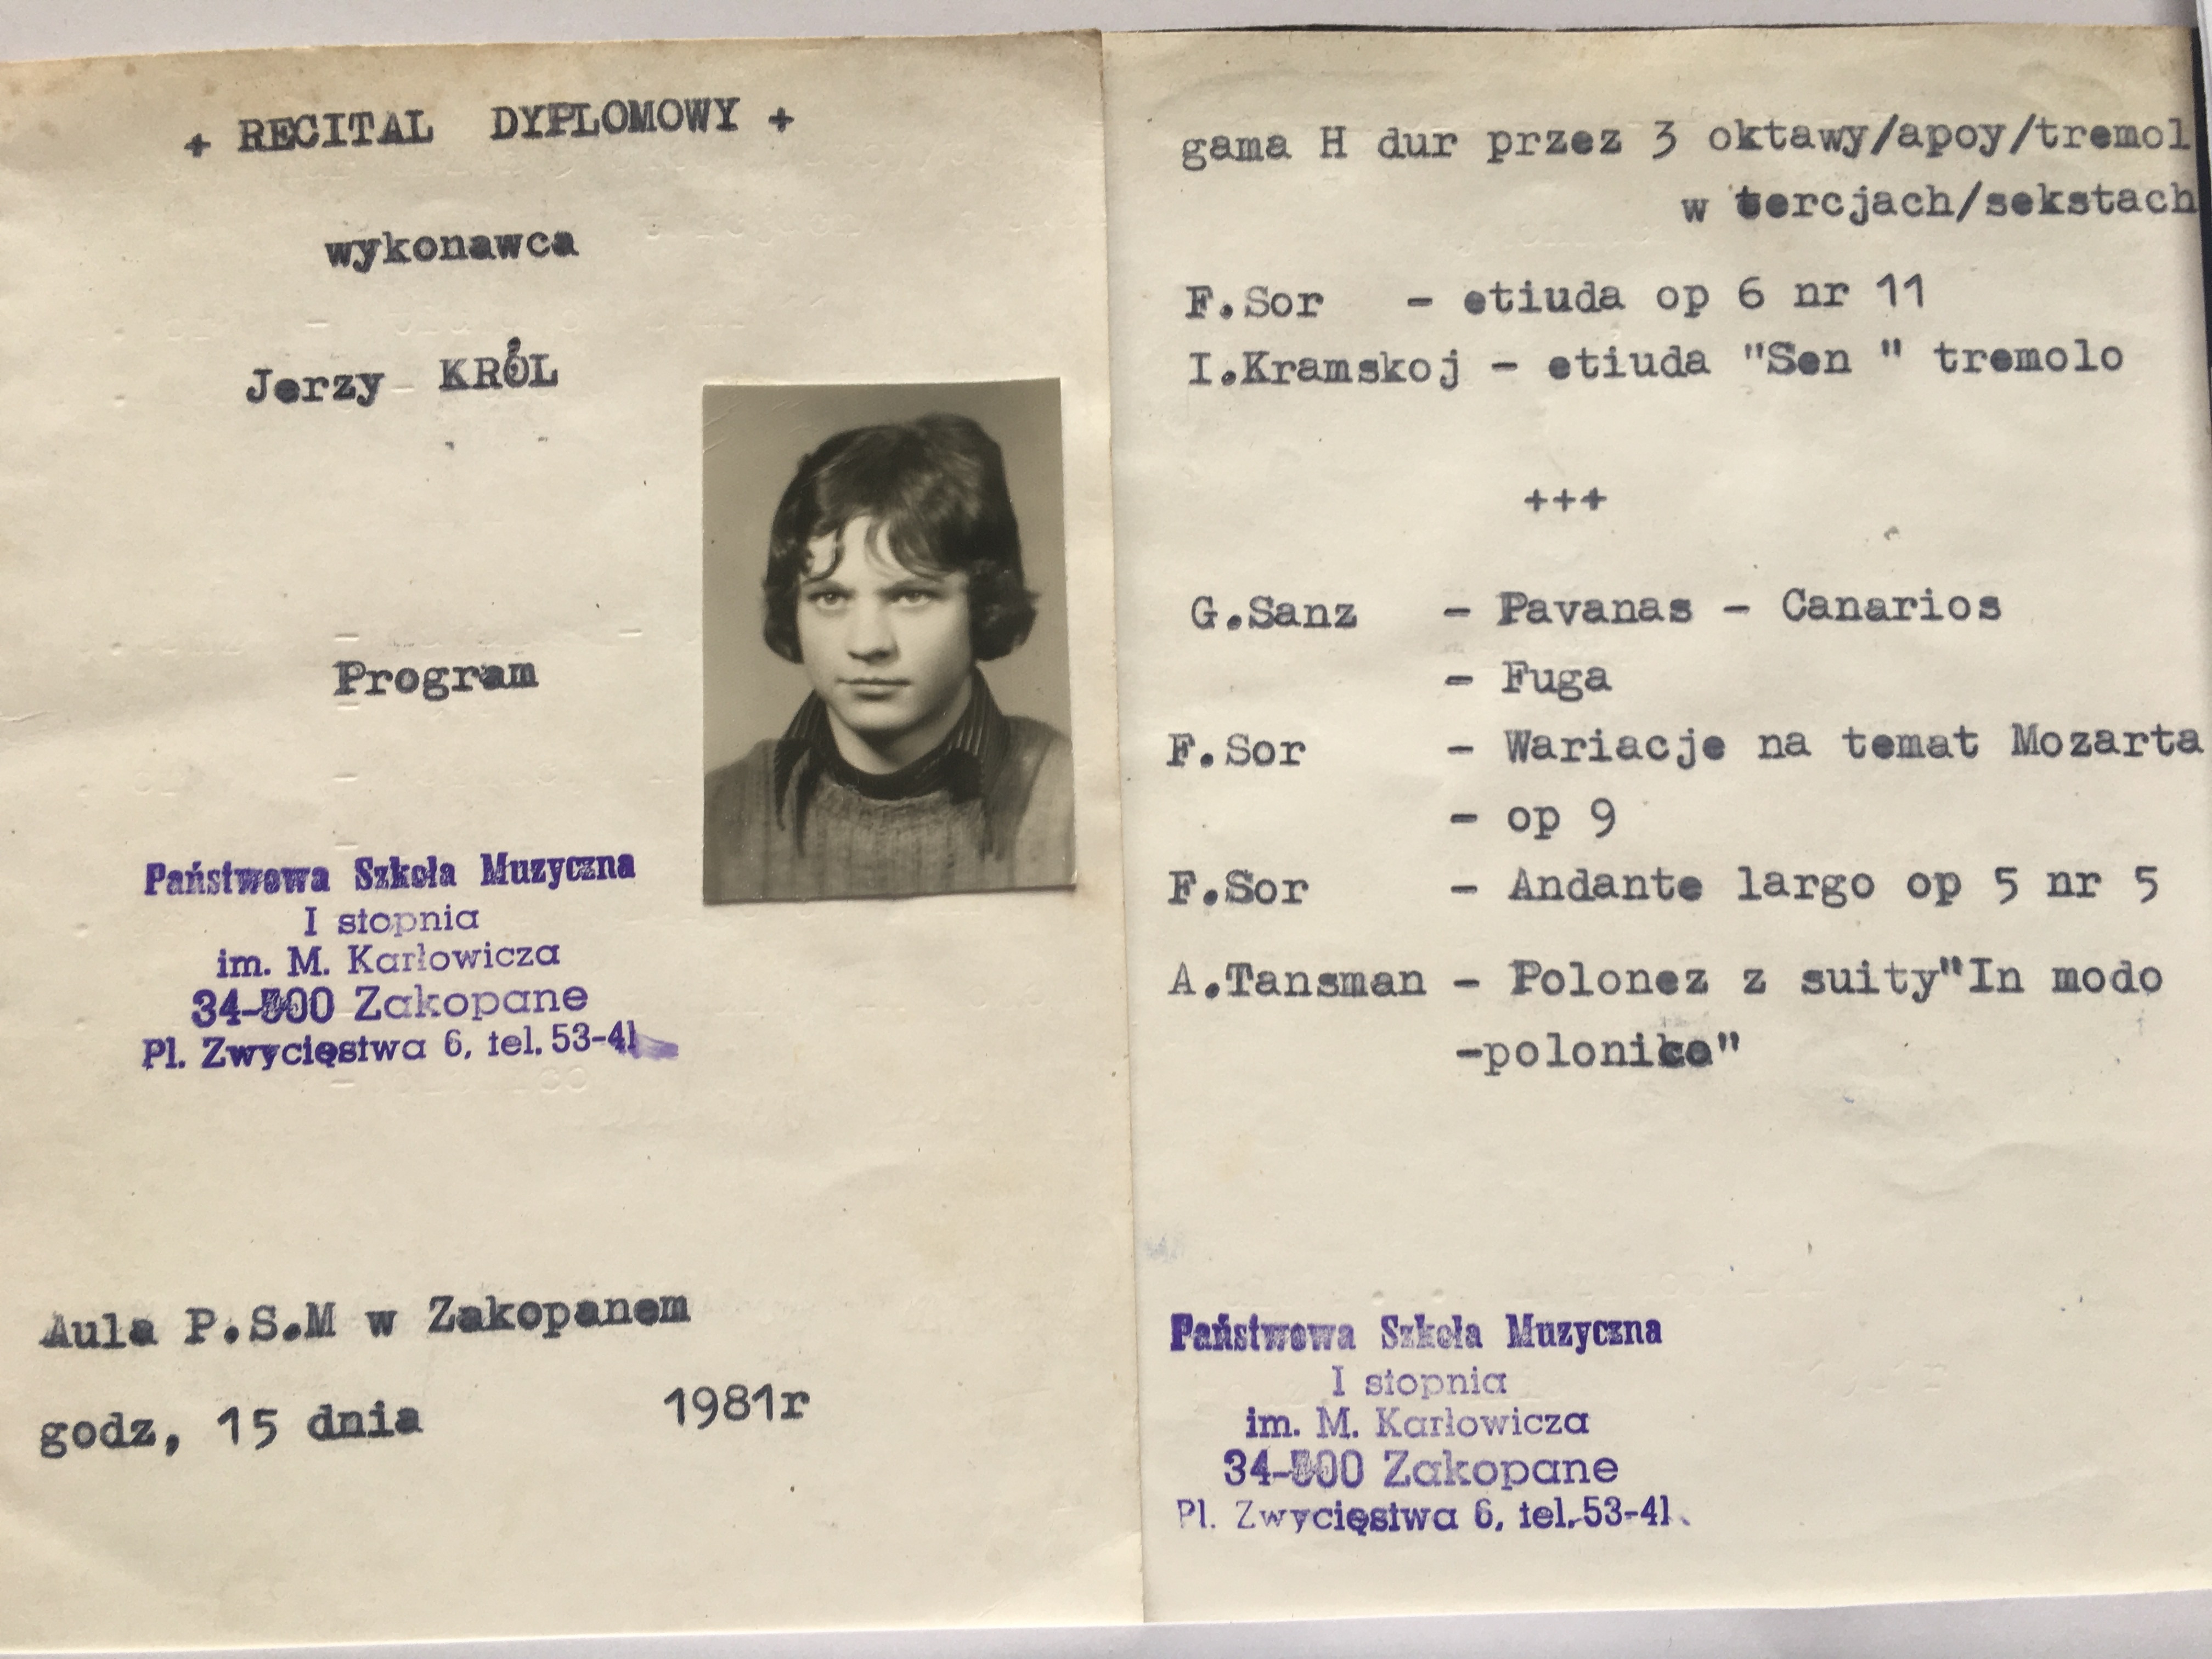 + RECITAL DYPLOMOWY +
wykonawca
Jerzy KRÓL
Program
Państwowa Szkoła Muzyczna
I stopnia
im. M. Karłowicza
34-500 Zakopane
Pl. Zwycięstwa 6, tel. 53-41
Aula P.S.M w Zakopanem
godz, 15 dnia 1981r
gama H dur przez 3 oktawy/apoy/tremol
w tercjach/sekstach
F.Sor - etiuda op 6 nr 11
I.Kramskoj - etiuda "Sen " tremolo
+++
G.Sanz - Pavanas - Canarios
- Fuga
F.Sor - Wariacje na temat Mozarta
- op 9
F.Sor - Andante largo op 5 nr 5
A.Tansman - Polonez z suity"In modo
-polonico"
Państwowa Szkoła Muzyczna
I stopnia
im. M. Karłowicza
34-500 Zakopane
Pl. Zwycięstwa 6, tel. 53-41